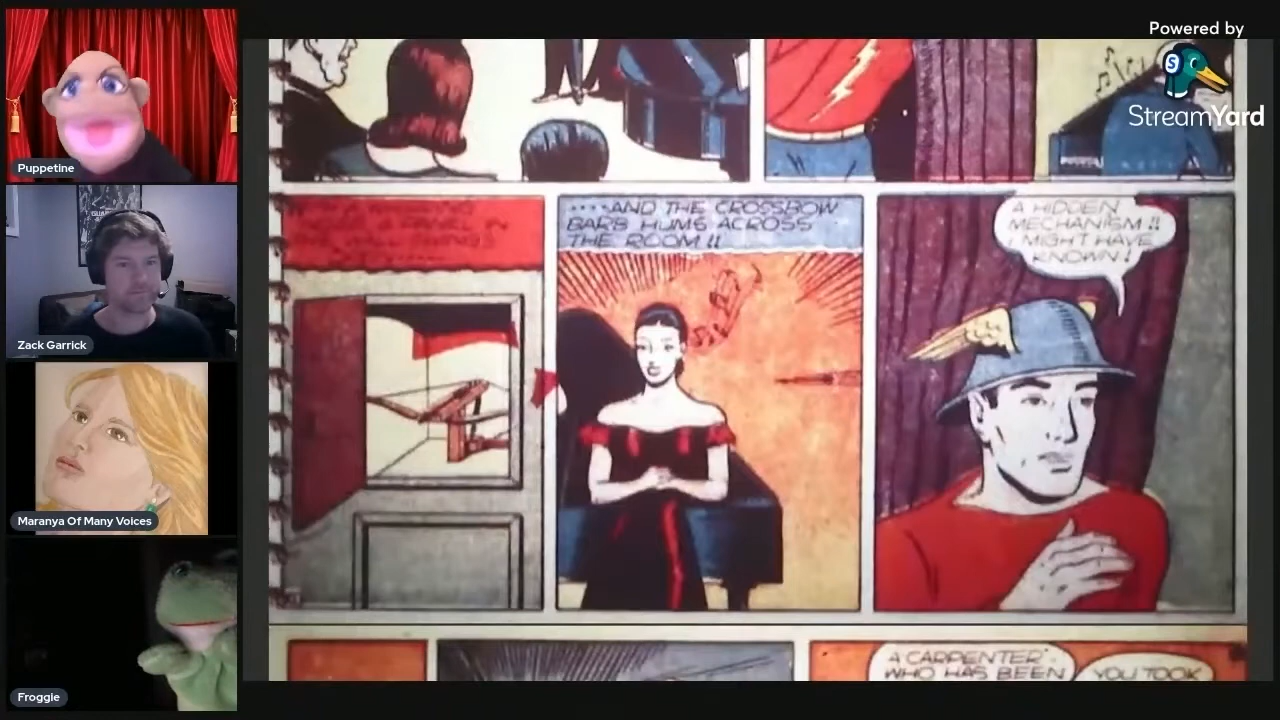 Powered by
StreamYard
Puppetine
Zack Garrick
Maranya Of Many Voices
Froggie
IN
....AND THE CROSSBOW
BARB HUMS ACROSS
THE ROOM !!
A HIDDEN
MECHANISM !!
I MIGHT HAVE
KNOWN!
A CARPENTER
WHO HAS BEEN
YOU TOOK